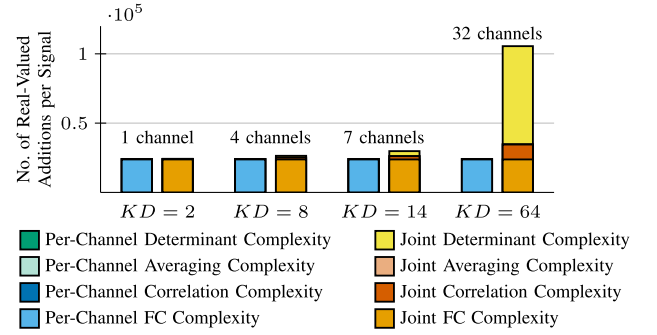 ·10⁵
32 channels
1
No. of Real-Valued
Additions per Signal
0.5
1 channel
4 channels
7 channels
KD = 2
KD = 8
KD = 14
KD = 64
Per-Channel Determinant Complexity
Joint Determinant Complexity
Per-Channel Averaging Complexity
Joint Averaging Complexity
Per-Channel Correlation Complexity
Joint Correlation Complexity
Per-Channel FC Complexity
Joint FC Complexity